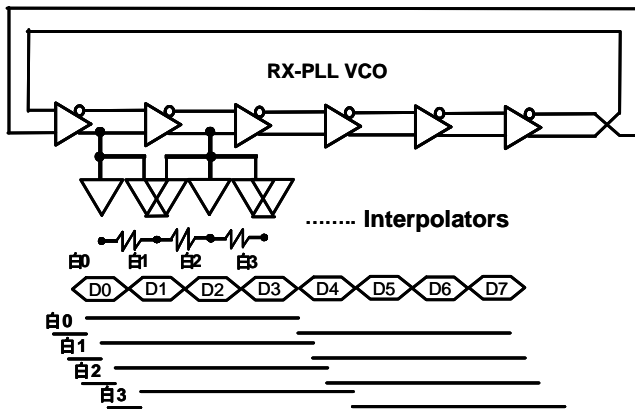 RX-PLL VCO
........ Interpolators
白0 白1 白2 白3
D0 D1 D2 D3 D4 D5 D6 D7
白0
白1
白2
白3